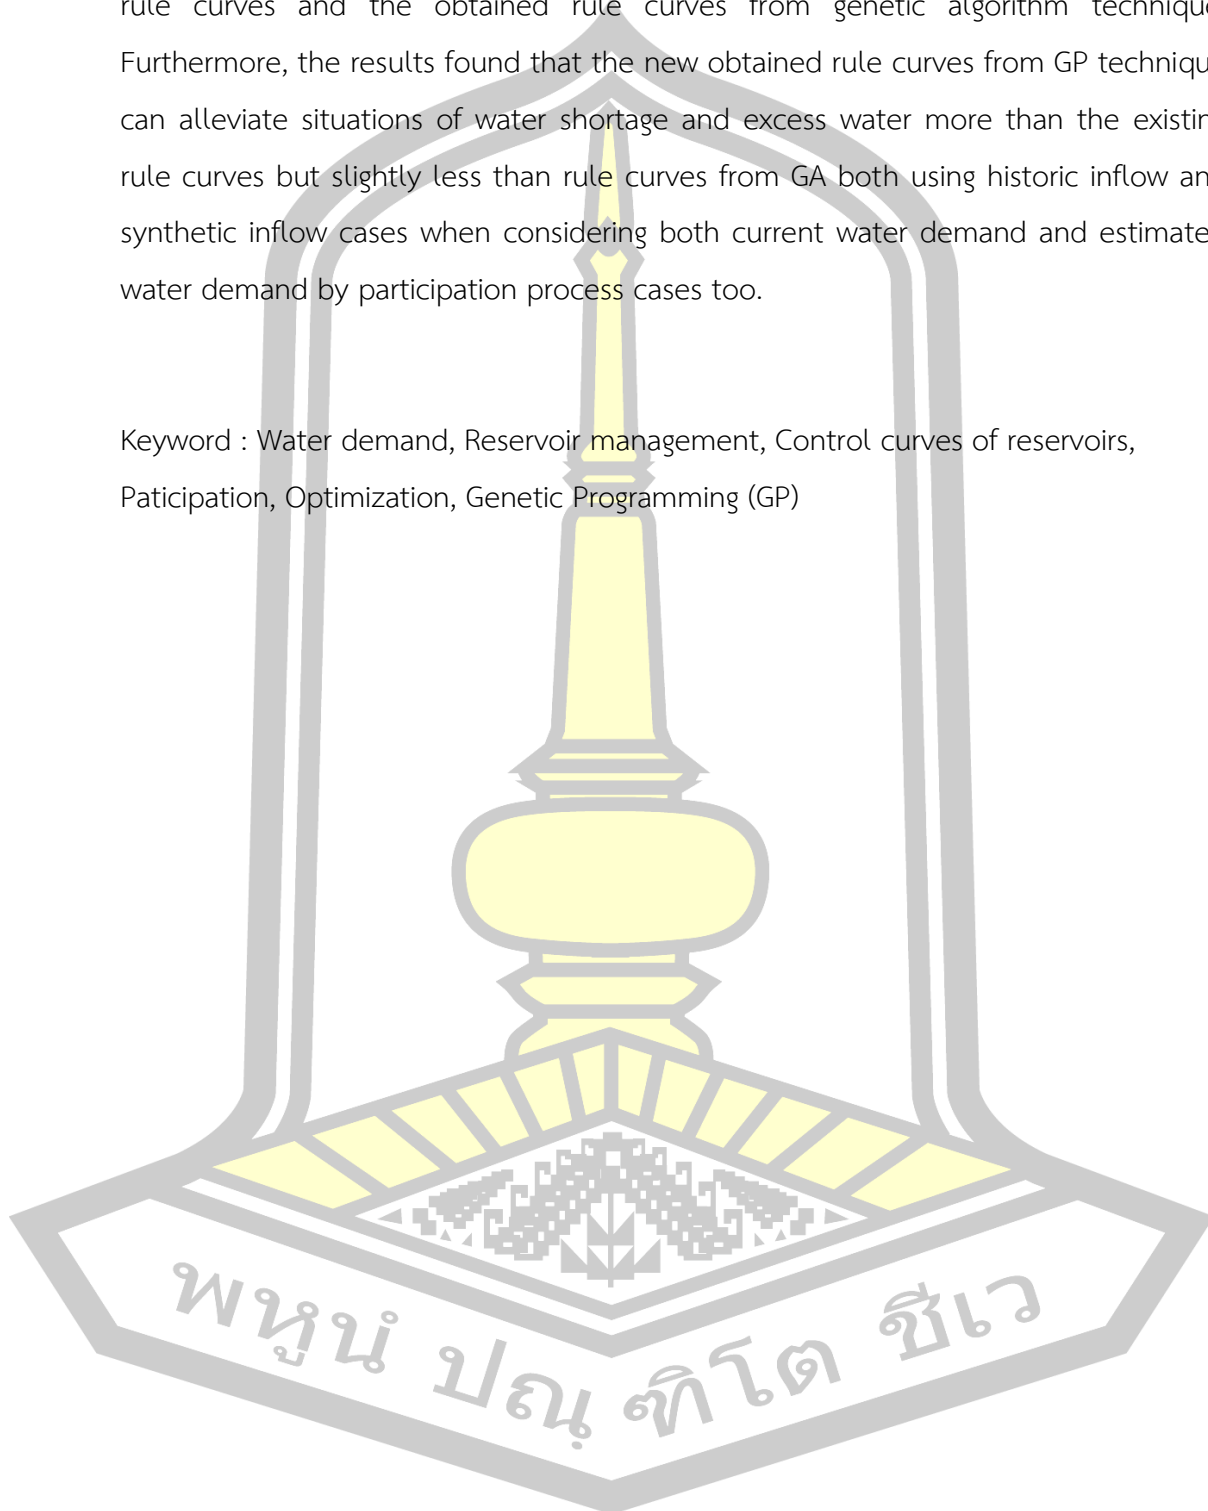 rule curves and the obtained rule curves from genetic algorithm technique
Furthermore, the results found that the new obtained rule curves from GP techniqu
can alleviate situations of water shortage and excess water more than the existin
rule curves but slightly less than rule curves from GA both using historic inflow an
synthetic inflow cases when considering both current water demand and estimate
water demand by participation process cases too.
Keyword : Water demand, Reservoir management, Control curves of reservoirs,
Paticipation, Optimization, Genetic Programming (GP)
พหูนํ ปณฺฑิโต ชีเว